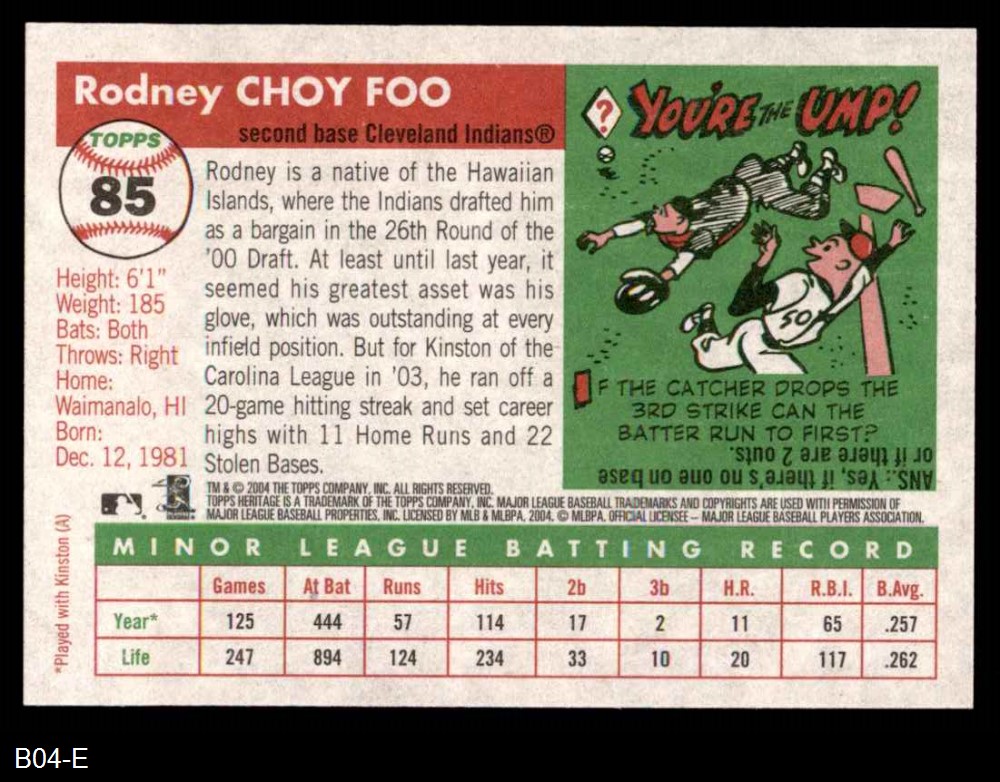 Rodney CHOY FOO
second base Cleveland Indians®
TOPPS
85
Height: 6'1"
Weight: 185
Bats: Both
Throws: Right
Home:
Waimanalo, HI
Born:
Dec. 12, 1981
Rodney is a native of the Hawaiian
Islands, where the Indians drafted him
as a bargain in the 26th Round of the
'00 Draft. At least until last year, it
seemed his greatest asset was his
glove, which was outstanding at every
infield position. But for Kinston of the
Carolina League in '03, he ran off a
20-game hitting streak and set career
highs with 11 Home Runs and 22
Stolen Bases.
?
YOU'RE THE UMP!
50
IF THE CATCHER DROPS THE
3RD STRIKE CAN THE
BATTER RUN TO FIRST?
ANS.: Yes, if there's no one on base
or if there are 2 outs.
TM & © 2004 THE TOPPS COMPANY, INC. ALL RIGHTS RESERVED.
TOPPS HERITAGE IS A TRADEMARK OF THE TOPPS COMPANY, INC. MAJOR LEAGUE BASEBALL TRADEMARKS AND COPYRIGHTS ARE USED WITH PERMISSION OF
MAJOR LEAGUE BASEBALL PROPERTIES, INC. LICENSED BY MLB & MLBPA, 2004. © MLBPA. OFFICIAL LICENSEE – MAJOR LEAGUE BASEBALL PLAYERS ASSOCIATION.
*Played with Kinston (A)
MINOR LEAGUE BATTING RECORD
Games At Bat Runs Hits 2b 3b H.R. R.B.I. B.Avg.
Year* 125 444 57 114 17 2 11 65 .257
Life 247 894 124 234 33 10 20 117 .262
B04-E